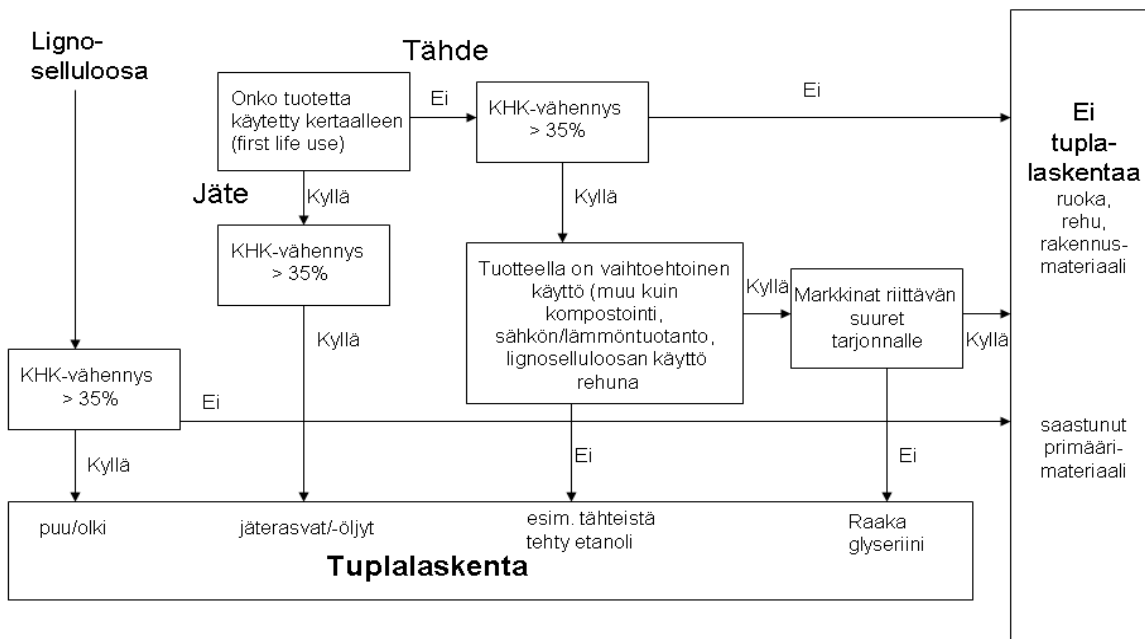 Ligno-
selluloosa
Tähde
Onko tuotetta
käytetty kertaalleen
(first life use)
Ei
KHK-vähennys
> 35%
Ei
Ei
tupla-
laskentaa
ruoka,
rehu,
rakennus-
materiaali
Jäte
Kyllä
Kyllä
KHK-vähennys
> 35%
Tuotteella on vaihtoehtoinen
käyttö (muu kuin
kompostointi,
sähkön/lämmöntuotanto,
lignoselluloosan käyttö
rehuna
Kyllä
Markkinat riittävän
suuret
tarjonnalle
Kyllä
Kyllä
KHK-vähennys
> 35%
Ei
saastunut
primääri-
materiaali
Kyllä
Ei
Ei
puu/olki
jäterasvat/-öljyt
esim. tähteistä
tehty etanoli
Raaka
glyseriini
Tuplalaskenta